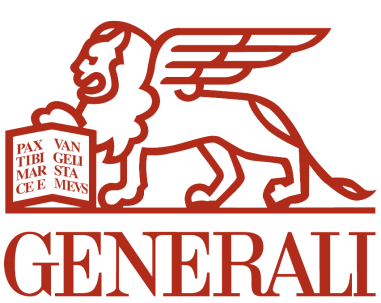 PAX
TIBI
MAR
CE E
VAN
GELI
STA
MEVS
GENERALI